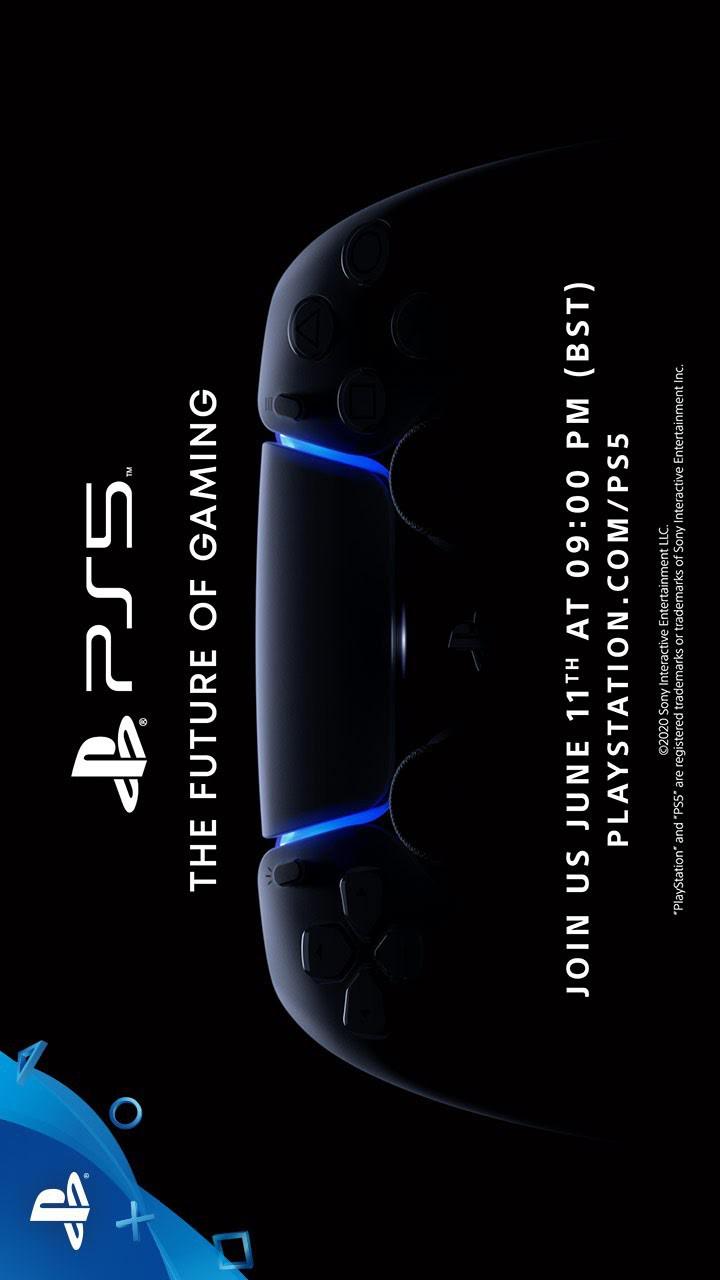 PS5™
THE FUTURE OF GAMING
JOIN US JUNE 11TH AT 09:00 PM (BST)
PLAYSTATION.COM/PS5
©2020 Sony Interactive Entertainment LLC.
"PlayStation" and "PS5" are registered trademarks or trademarks of Sony Interactive Entertainment Inc.